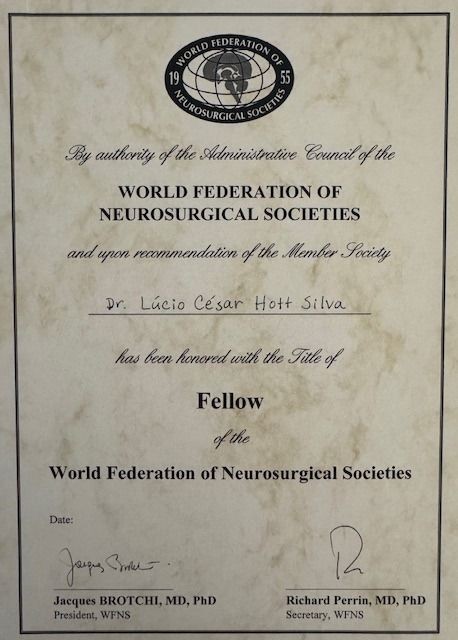 WORLD FEDERATION OF
19 55
NEUROSURGICAL SOCIETIES
By authority of the Administrative Council of the
WORLD FEDERATION OF
NEUROSURGICAL SOCIETIES
and upon recommendation of the Member Society
Dr. Lúcio César Hott Silva
has been honored with the Title of
Fellow
of the
World Federation of Neurosurgical Societies
Date:
Jacques Brotchi
Jacques BROTCHI, MD, PhD Richard Perrin, MD, PhD
President, WFNS Secretary, WFNS